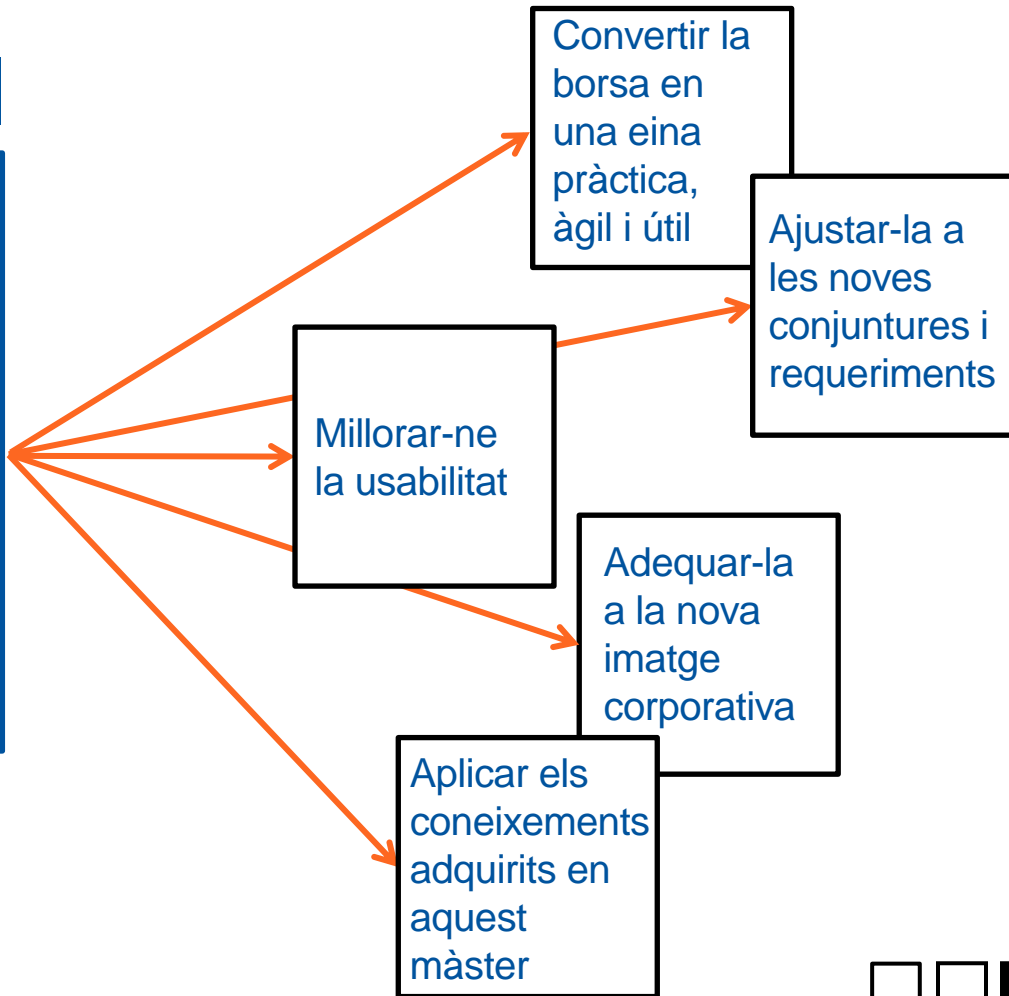 Convertir la
borsa en
una eina
pràctica,
àgil i útil
Ajustar-la a
les noves
conjuntures i
requeriments
Millorar-ne
la usabilitat
Adequar-la
a la nova
imatge
corporativa
Aplicar els
coneixements
adquirits en
aquest
màster